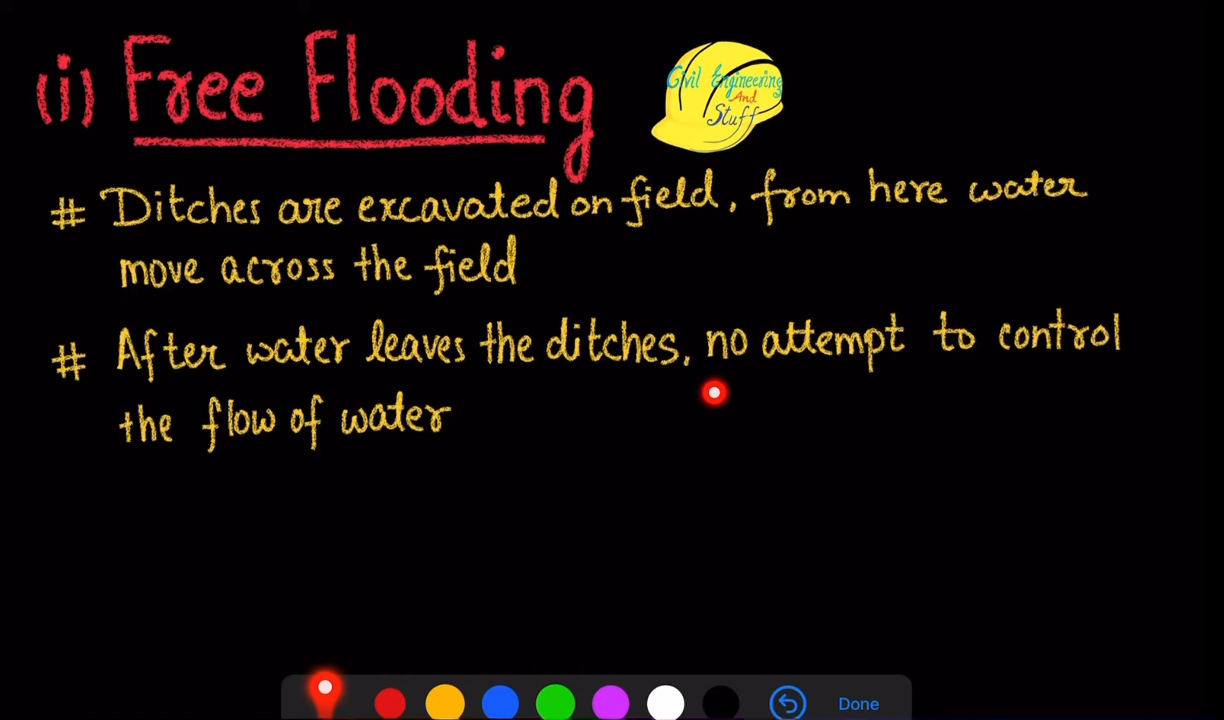 (i) Free Flooding
Civil Engineering
And
Stuff
# Ditches are excavated on field, from here water
move across the field
# After water leaves the ditches, no attempt to control
the flow of water
Done